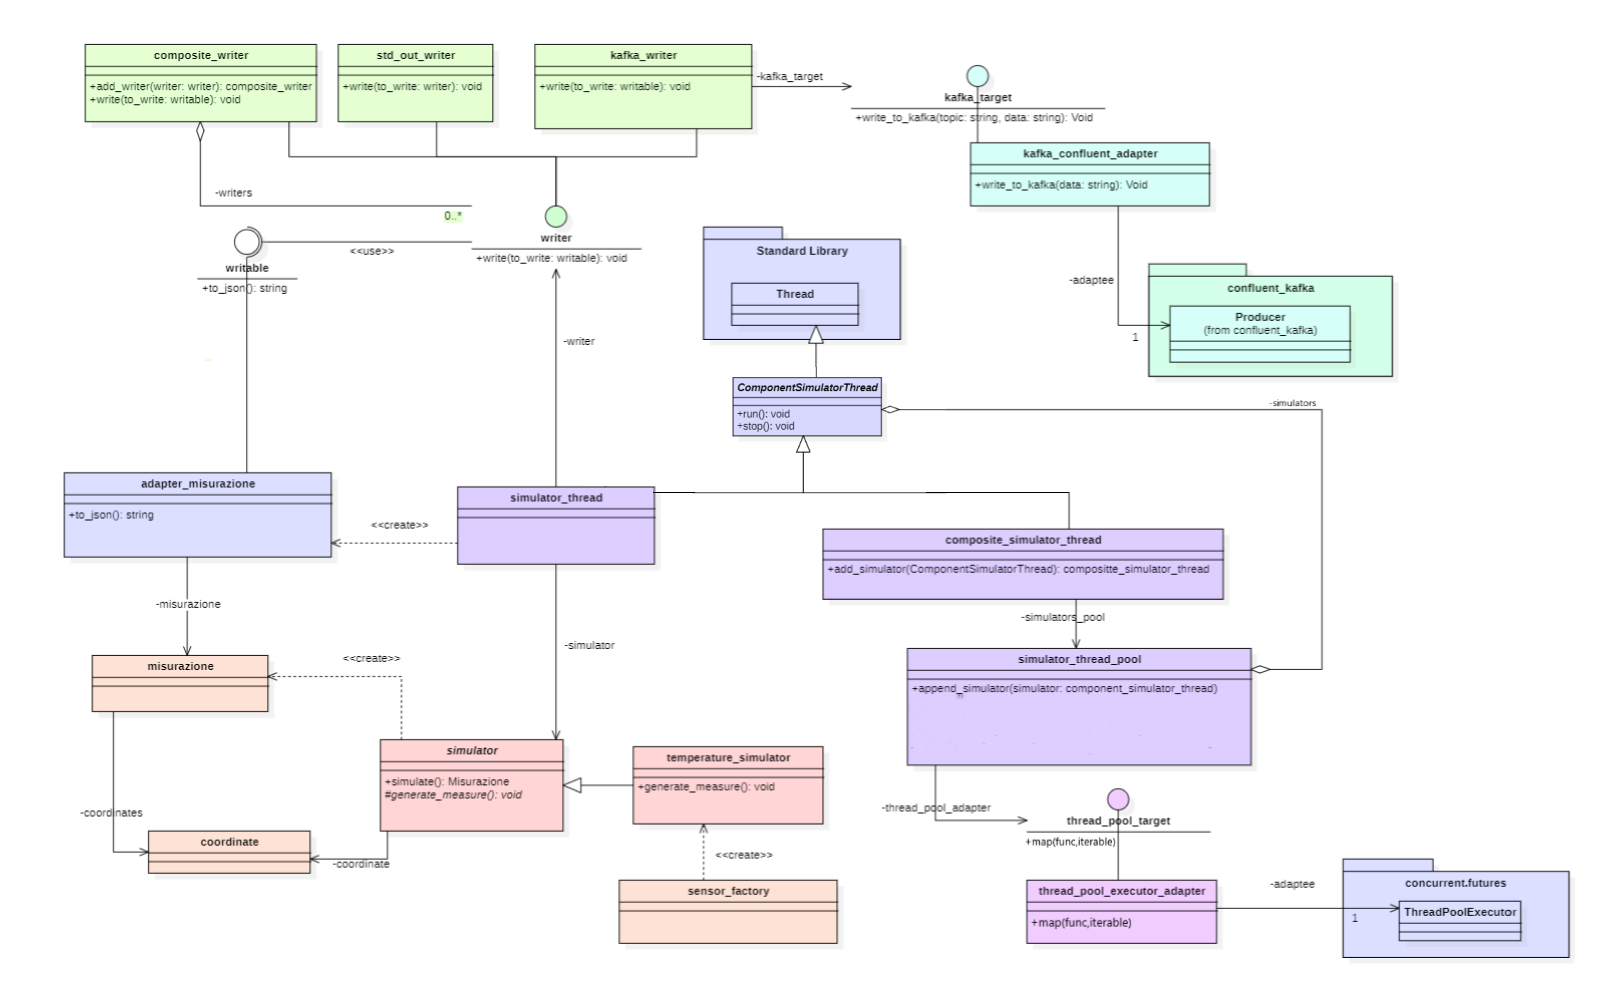 composite_writer
+add_writer(writer: writer): composite_writer
+write(to_write: writable): void
std_out_writer
+write(to_write: writer): void
kafka_writer
+write(to_write: writable): void
-kafka_target
kafka_target
+write_to_kafka(topic: string, data: string): Void
kafka_confluent_adapter
+write_to_kafka(data: string): Void
-writers
0..*
writable
+to_json(): string
<<use>>
writer
+write(to_write: writable): void
Standard Library
Thread
-adaptee
1
confluent_kafka
Producer
(from confluent_kafka)
-writer
ComponentSimulatorThread
+run(): void
+stop(): void
-simulators
adapter_misurazione
+to_json(): string
<<create>>
simulator_thread
composite_simulator_thread
+add_simulator(ComponentSimulatorThread): compositte_simulator_thread
-misurazione
-simulators_pool
-simulator
misurazione
<<create>>
simulator_thread_pool
+append_simulator(simulator: component_simulator_thread)
simulator
+simulate(): Misurazione
#generate_measure(): void
temperature_simulator
+generate_measure(): void
-coordinates
coordinate
-coordinate
<<create>>
sensor_factory
-thread_pool_adapter
thread_pool_target
+map(func,iterable)
thread_pool_executor_adapter
+map(func,iterable)
-adaptee
1
concurrent.futures
ThreadPoolExecutor